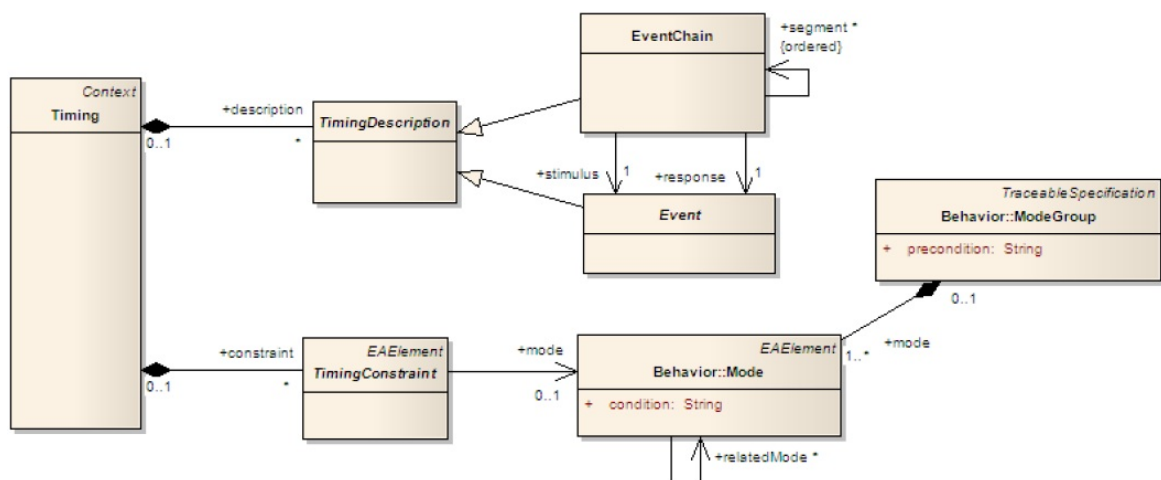 EventChain
+segment *
{ordered}
Context
Timing
+description
0..1
*
TimingDescription
+stimulus
1
+response
1
Event
TraceableSpecification
Behavior::ModeGroup
+ precondition: String
0..1
+constraint
0..1
*
EAElement
TimingConstraint
+mode
0..1
EAElement
Behavior::Mode
+ condition: String
1..*
+mode
+relatedMode *